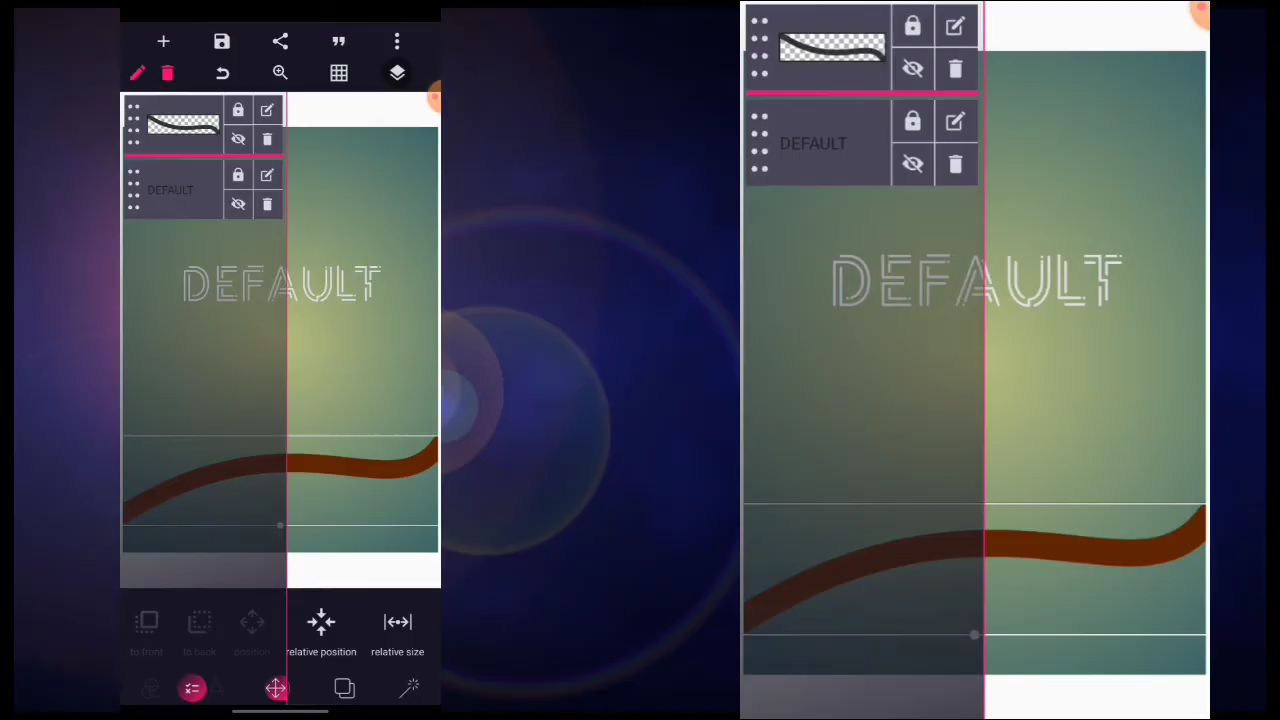 DEFAULT
DEFAULT
to front
to back
position
relative position
relative size
DEFAULT
DEFAULT